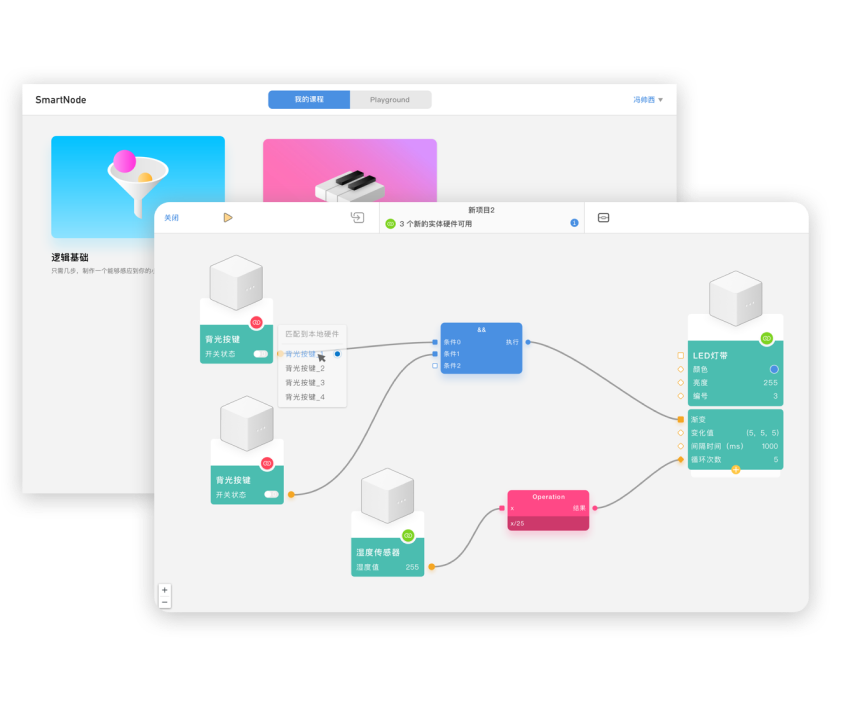 SmartNode
我的课程
Playground
冯帅西
逻辑基础
只需几步，制作一个能够感应到你的
关闭
新项目2
3 个新的实体硬件可用
背光按键
开关状态
匹配到本地硬件
背光按键_1
背光按键_2
背光按键_3
背光按键_4
&&
条件0
执行
条件1
条件2
LED灯带
颜色
亮度 255
编号 3
渐变
变化值 (5, 5, 5)
间隔时间 (ms) 1000
循环次数 5
背光按键
开关状态
Operation
x 结果
x/25
湿度传感器
湿度值 255
+
−